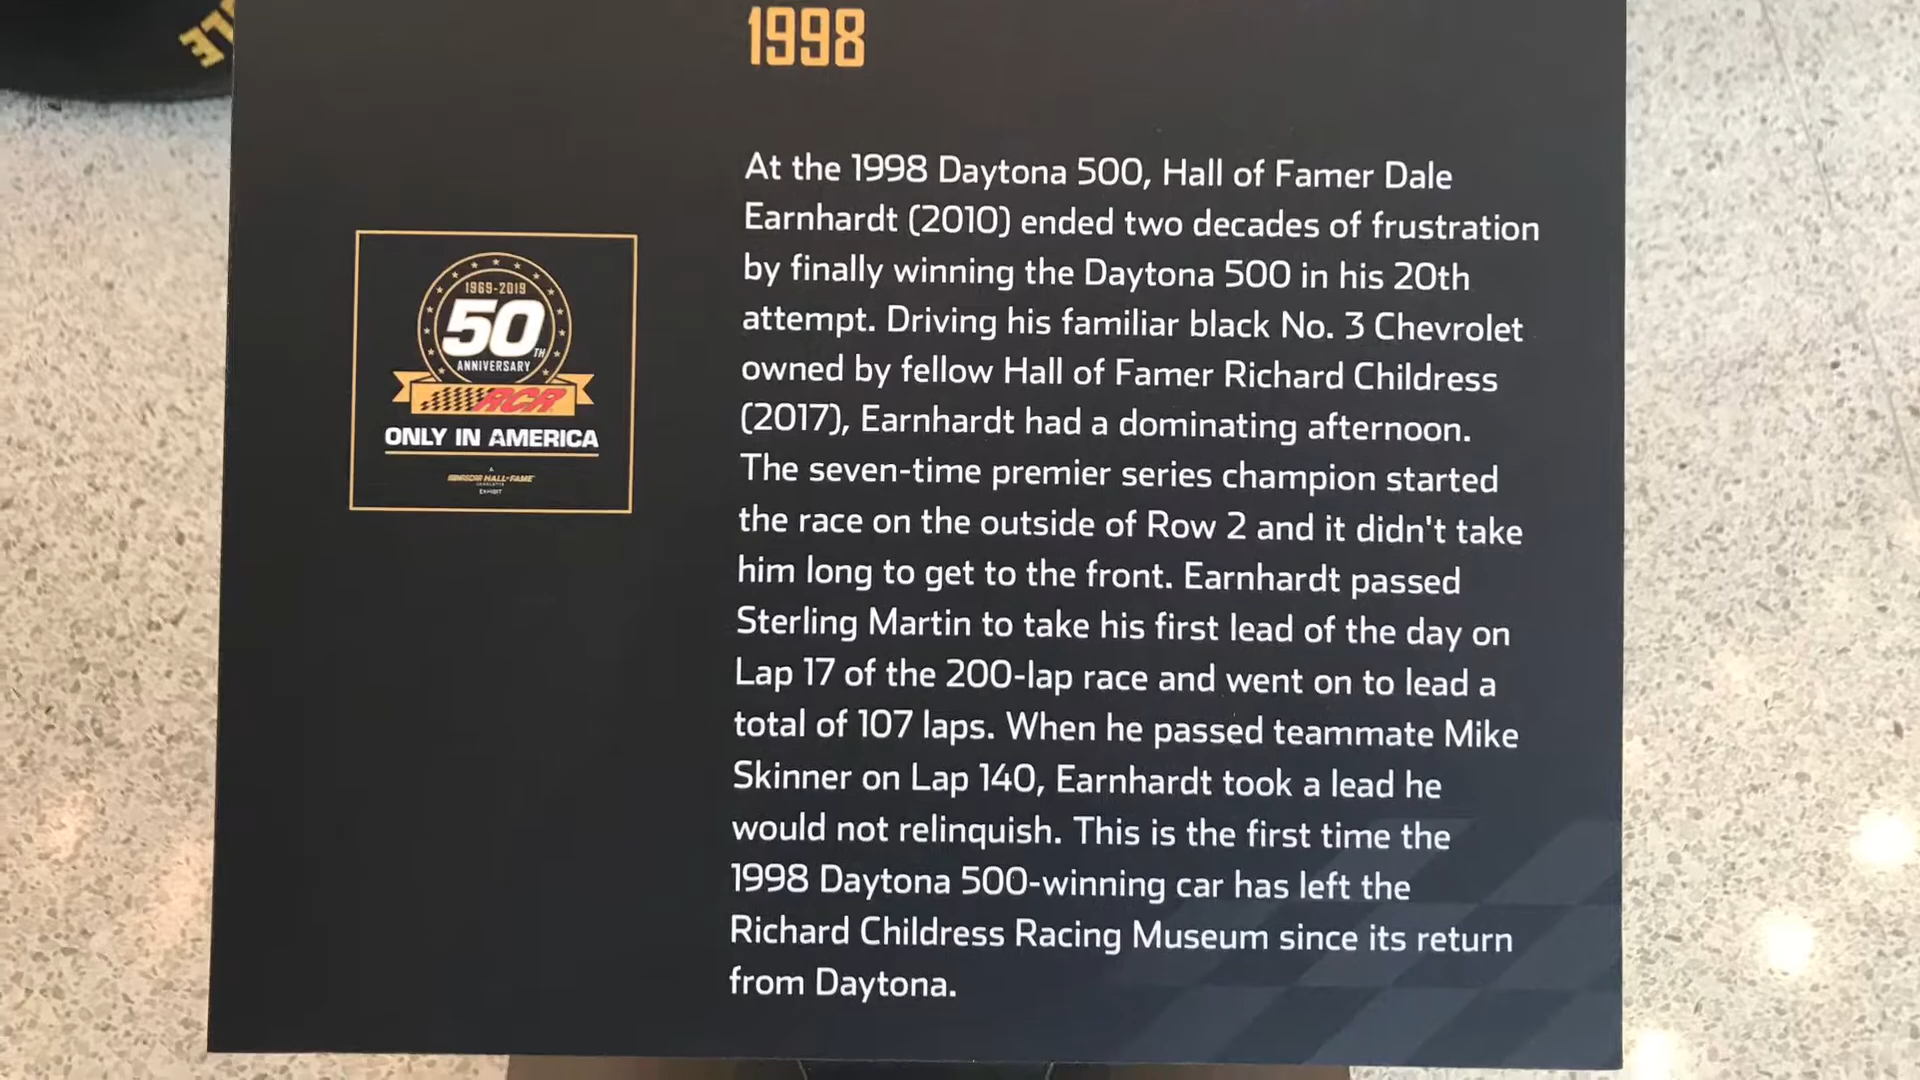 1998
At the 1998 Daytona 500, Hall of Famer Dale
Earnhardt (2010) ended two decades of frustration
by finally winning the Daytona 500 in his 20th
attempt. Driving his familiar black No. 3 Chevrolet
owned by fellow Hall of Famer Richard Childress
(2017), Earnhardt had a dominating afternoon.
The seven-time premier series champion started
the race on the outside of Row 2 and it didn't take
him long to get to the front. Earnhardt passed
Sterling Martin to take his first lead of the day on
Lap 17 of the 200-lap race and went on to lead a
total of 107 laps. When he passed teammate Mike
Skinner on Lap 140, Earnhardt took a lead he
would not relinquish. This is the first time the
1998 Daytona 500-winning car has left the
Richard Childress Racing Museum since its return
from Daytona.
1969-2019
50TH
ANNIVERSARY
RCR
ONLY IN AMERICA
A
NASCAR HALL OF FAME
EXHIBIT